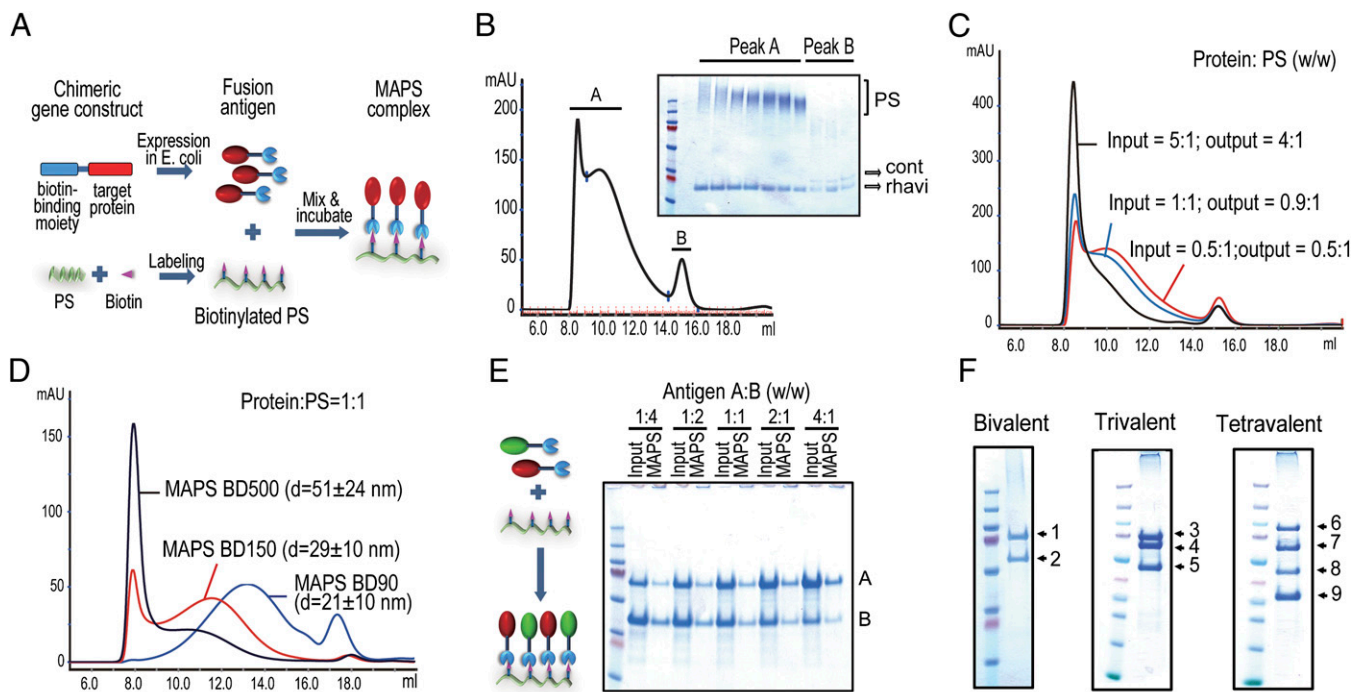 A
Chimeric
gene construct
Fusion
antigen
MAPS
complex
Expression
in E. coli
biotin-
binding
moiety
target
protein
Mix &
incubate
Labeling
PS
Biotin
Biotinylated PS
B
mAU
200
150
100
50
0
A
B
6.0 8.0 10.0 12.0 14.0 16.0 18.0
ml
Peak A Peak B
PS
cont
rhavi
C
mAU
400
300
200
100
0
Protein: PS (w/w)
Input = 5:1; output = 4:1
Input = 1:1; output = 0.9:1
Input = 0.5:1;output = 0.5:1
6.0 8.0 10.0 12.0 14.0 16.0 18.0 ml
D
mAU
150
100
50
0
Protein:PS=1:1
MAPS BD500 (d=51±24 nm)
MAPS BD150 (d=29±10 nm)
MAPS BD90
(d=21±10 nm)
6.0 8.0 10.0 12.0 14.0 16.0 18.0 ml
E
Antigen A:B (w/w)
1:4 1:2 1:1 2:1 4:1
Input MAPS Input MAPS Input MAPS Input MAPS Input MAPS
A
B
F
Bivalent
1
2
Trivalent
3
4
5
Tetravalent
6
7
8
9